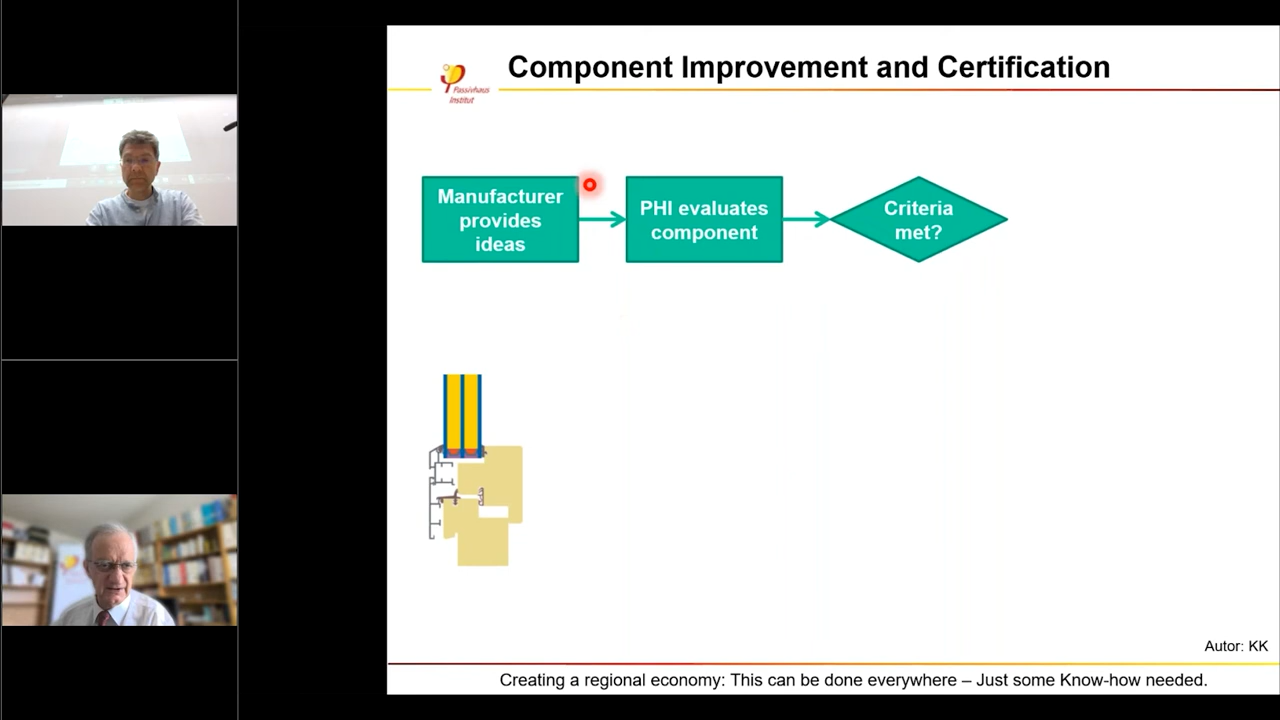 Component Improvement and Certification
Passivhaus
Institut
Manufacturer
provides
ideas
PHI evaluates
component
Criteria
met?
Autor: KK
Creating a regional economy: This can be done everywhere – Just some Know-how needed.